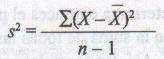 s² = Σ(X – X̄)² / n – 1